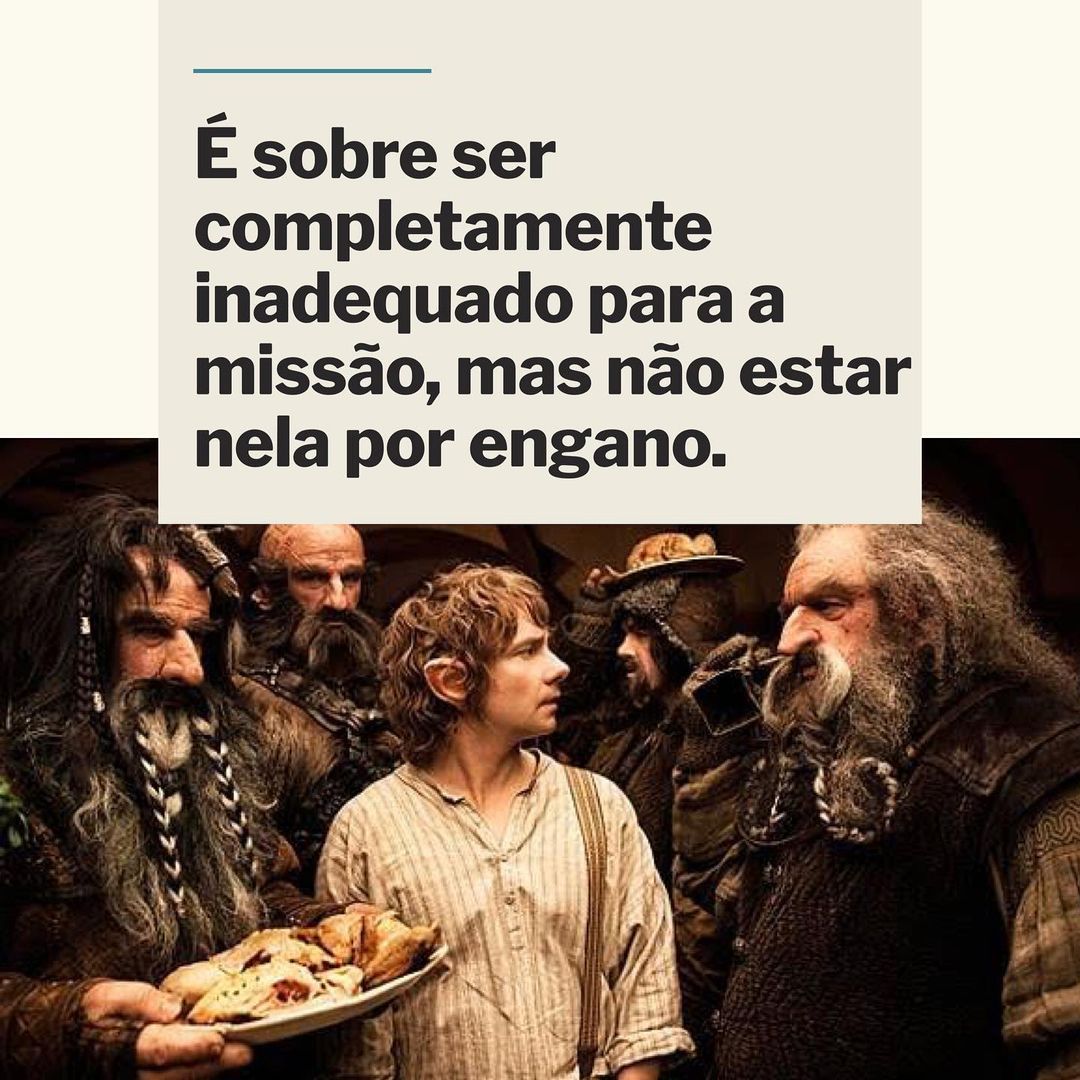 É sobre ser
completamente
inadequado para a
missão, mas não estar
nela por engano.